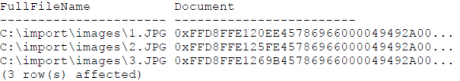 FullFileName Document
--------------------- -----------------------
C:\import\images\1.JPG 0xFFD8FFE120EE45786966000049492A00...
C:\import\images\2.JPG 0xFFD8FFE125FE45786966000049492A00...
C:\import\images\3.JPG 0xFFD8FFE1269B45786966000049492A00...
(3 row(s) affected)